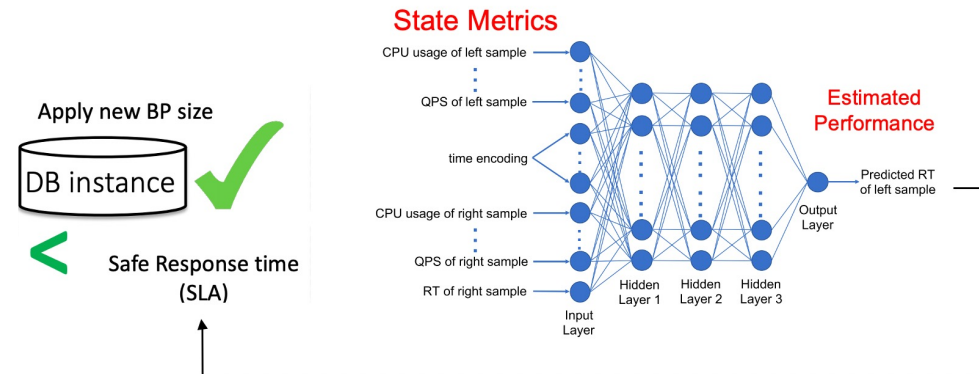 State Metrics
CPU usage of left sample
QPS of left sample
time encoding
CPU usage of right sample
QPS of right sample
RT of right sample
Input
Layer
Hidden
Layer 1
Hidden
Layer 2
Hidden
Layer 3
Output
Layer
Estimated
Performance
Predicted RT
of left sample
Apply new BP size
DB instance
<
Safe Response time
(SLA)